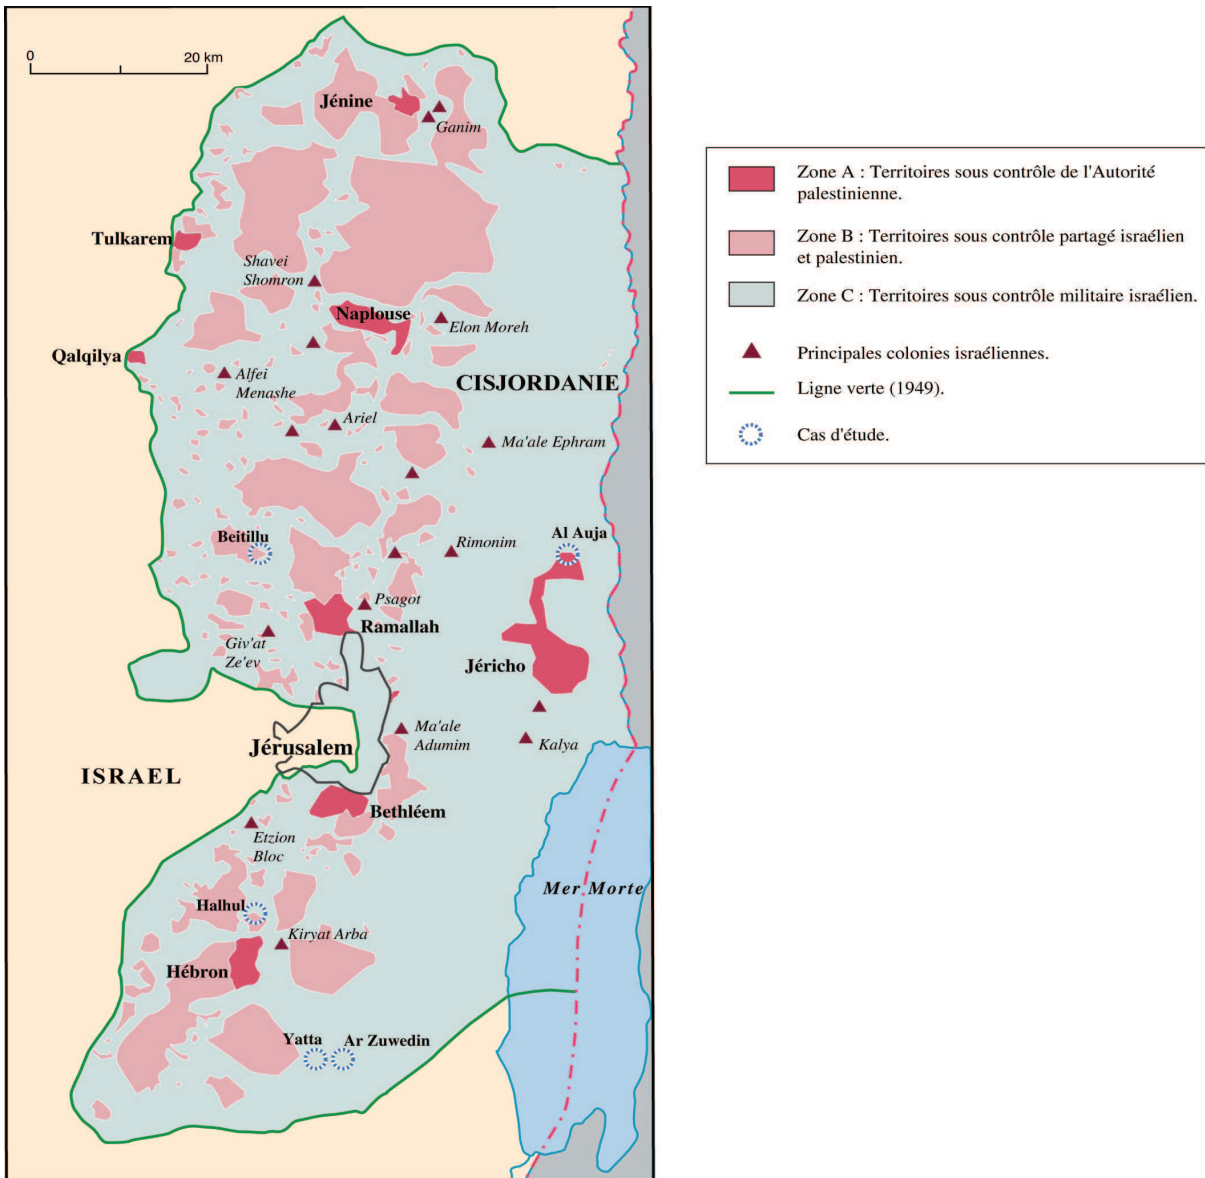 0
20 km
Jénine
Ganim
Tulkarem
Shavei
Shomron
Naplouse
Elon Moreh
Qalqilya
Alfei
Menashe
CISJORDANIE
Ariel
Ma'ale Ephram
Beitillu
Rimonim
Al Auja
Psagot
Ramallah
Giv'at
Ze'ev
Jéricho
Ma'ale
Adumim
Kalya
Jérusalem
ISRAEL
Bethléem
Etzion
Bloc
Mer Morte
Halhul
Kiryat Arba
Hébron
Yatta
Ar Zuwedin
Zone A : Territoires sous contrôle de l'Autorité
palestinienne.
Zone B : Territoires sous contrôle partagé israélien
et palestinien.
Zone C : Territoires sous contrôle militaire israélien.
Principales colonies israéliennes.
Ligne verte (1949).
Cas d'étude.